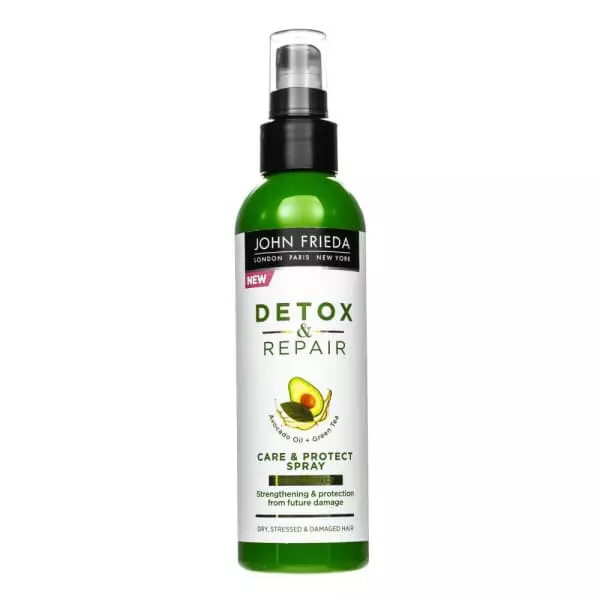 JOHN FRIEDA
LONDON PARIS NEW YORK
NEW
DETOX
&
REPAIR
Avocado Oil + Green Tea
CARE & PROTECT
SPRAY
Strengthening & protection
from future damage
DRY, STRESSED & DAMAGED HAIR